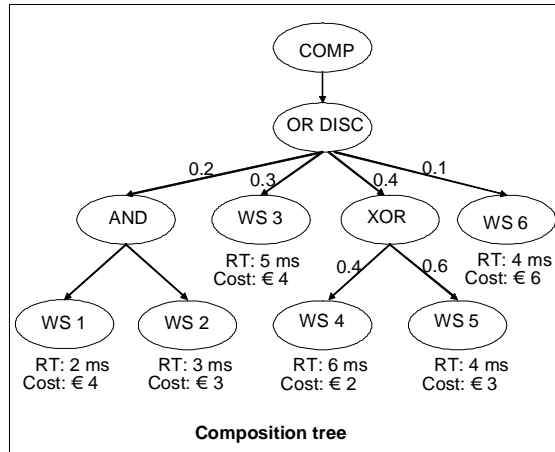 COMP
OR DISC
0.2
0.3
0.4
0.1
AND
WS 3
XOR
WS 6
RT: 5 ms
Cost: € 4
RT: 4 ms
Cost: € 6
0.4
0.6
WS 1
WS 2
WS 4
WS 5
RT: 2 ms
Cost: € 4
RT: 3 ms
Cost: € 3
RT: 6 ms
Cost: € 2
RT: 4 ms
Cost: € 3
Composition tree